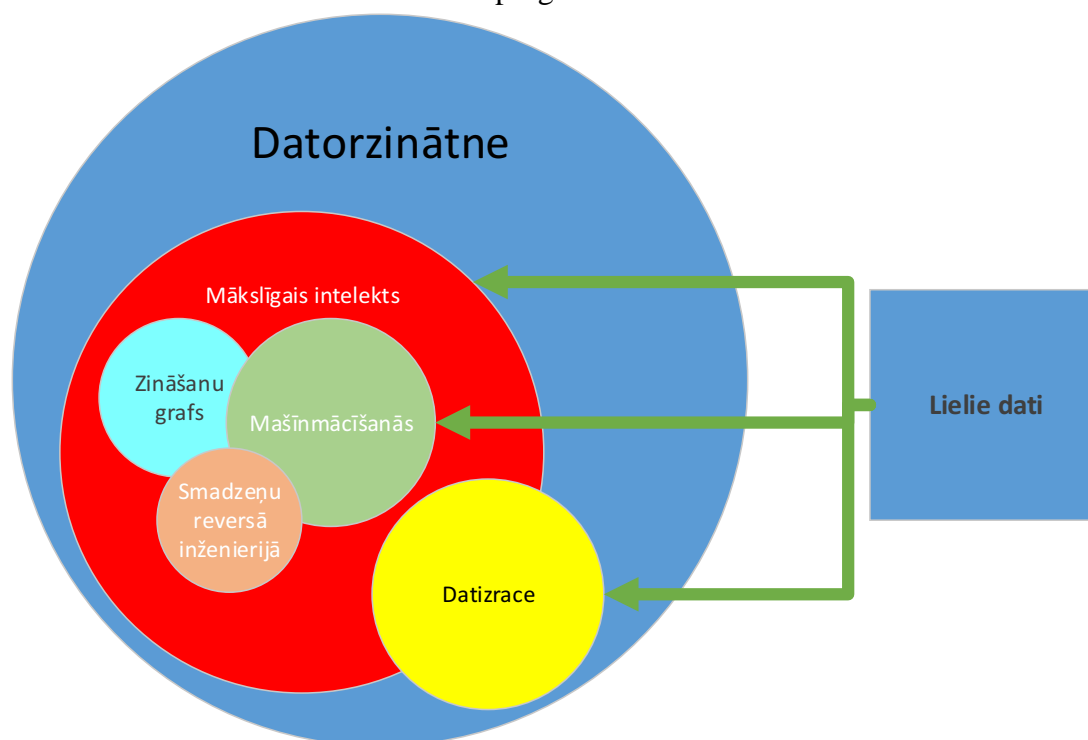 Datorzinātne
Mākslīgais intelekts
Zināšanu
grafs
Mašīnmācīšanās
Lielie dati
Smadzeņu
reversā
inženierijā
Datizrace